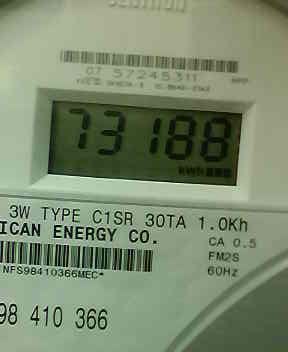 07 57245311
73188
kWh
3W TYPE C1SR 30TA 1.0Kh
ICAN ENERGY CO.
CA 0.5
FM2S
60Hz
NFS98410366MEC*
98 410 366